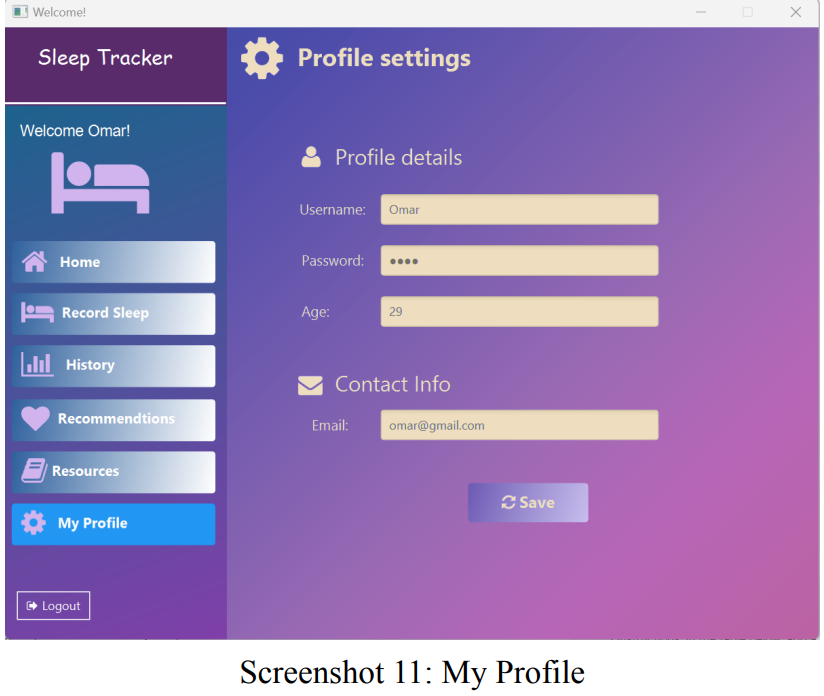 Welcome!
Sleep Tracker
Profile settings
Welcome Omar!
Profile details
Username: Omar
Home
Password: ••••
Record Sleep
Age: 29
History
Contact Info
Recommendtions
Email: omar@gmail.com
Resources
Save
My Profile
Logout
Screenshot 11: My Profile